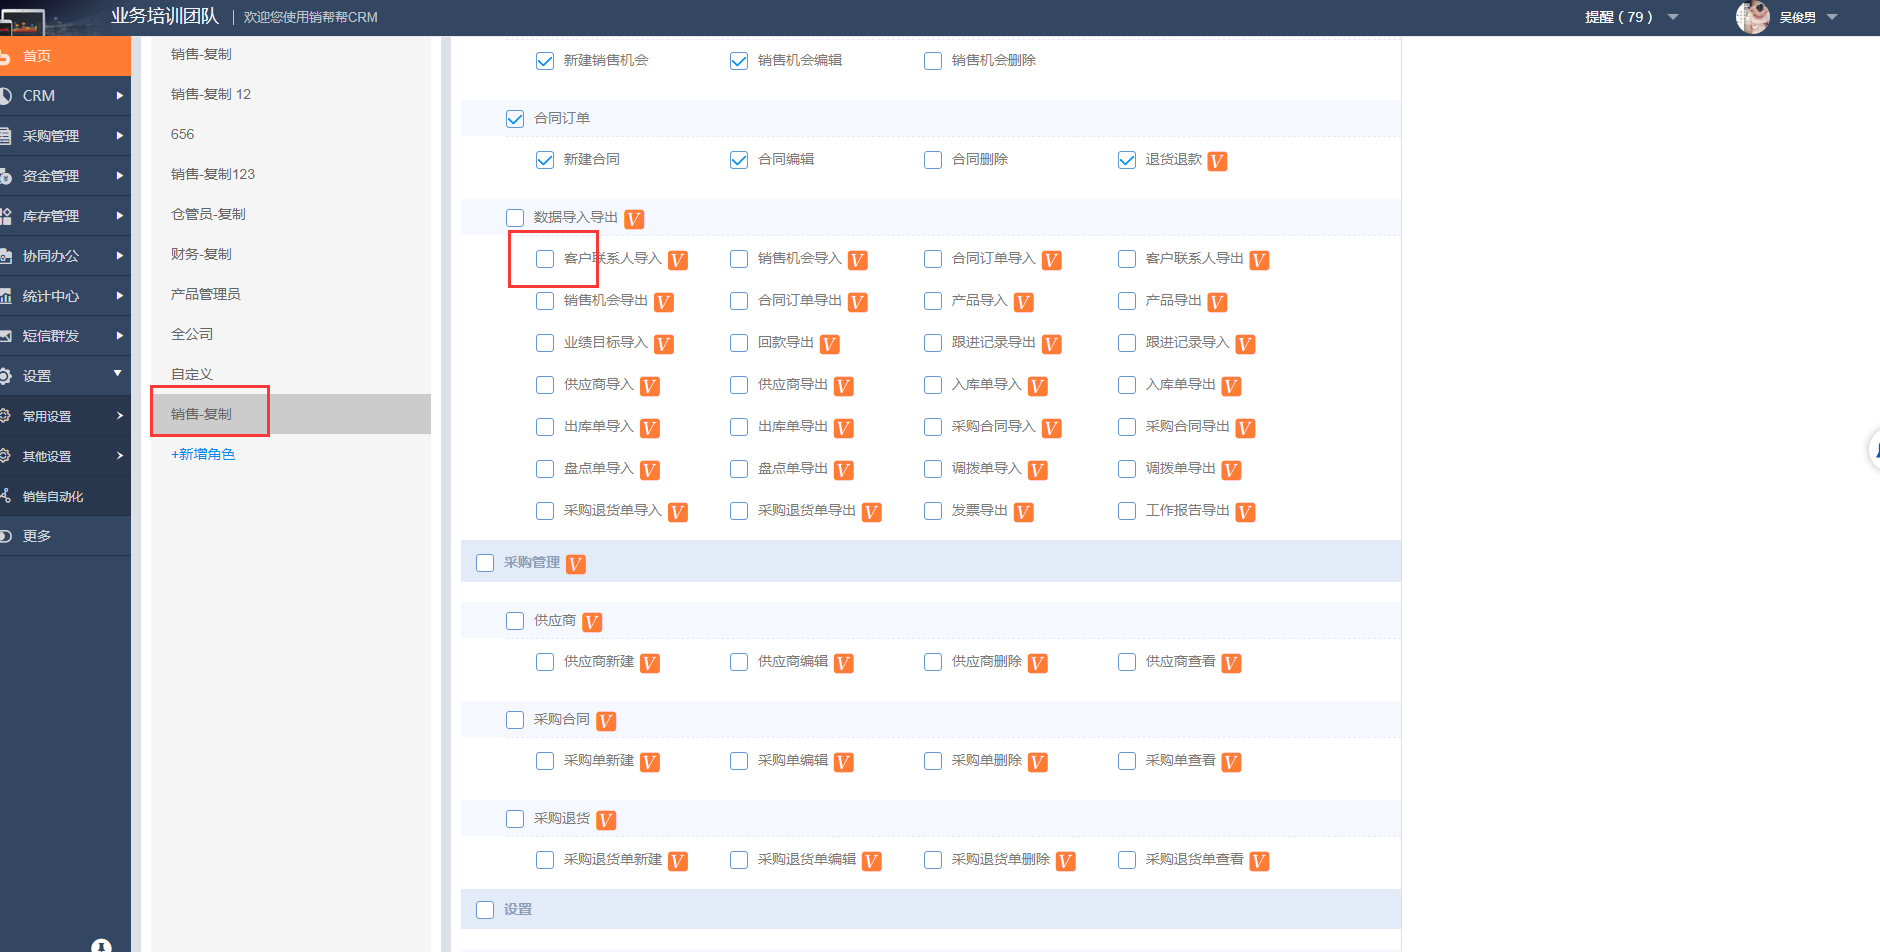 业务培训团队 欢迎您使用销帮帮CRM 提醒 ( 79 ) 吴俊男
首页
CRM
采购管理
资金管理
库存管理
协同办公
统计中心
短信群发
设置
常用设置
其他设置
销售自动化
更多
销售-复制
销售-复制 12
656
销售-复制123
仓管员-复制
财务-复制
产品管理员
全公司
自定义
销售-复制
+新增角色
新建销售机会 销售机会编辑 销售机会删除
合同订单
新建合同 合同编辑 合同删除 退货退款 V
数据导入导出 V
客户联系人导入 V 销售机会导入 V 合同订单导入 V 客户联系人导出 V
销售机会导出 V 合同订单导出 V 产品导入 V 产品导出 V
业绩目标导入 V 回款导出 V 跟进记录导出 V 跟进记录导入 V
供应商导入 V 供应商导出 V 入库单导入 V 入库单导出 V
出库单导入 V 出库单导出 V 采购合同导入 V 采购合同导出 V
盘点单导入 V 盘点单导出 V 调拨单导入 V 调拨单导出 V
采购退货单导入 V 采购退货单导出 V 发票导出 V 工作报告导出 V
采购管理 V
供应商 V
供应商新建 V 供应商编辑 V 供应商删除 V 供应商查看 V
采购合同 V
采购单新建 V 采购单编辑 V 采购单删除 V 采购单查看 V
采购退货 V
采购退货单新建 V 采购退货单编辑 V 采购退货单删除 V 采购退货单查看 V
设置